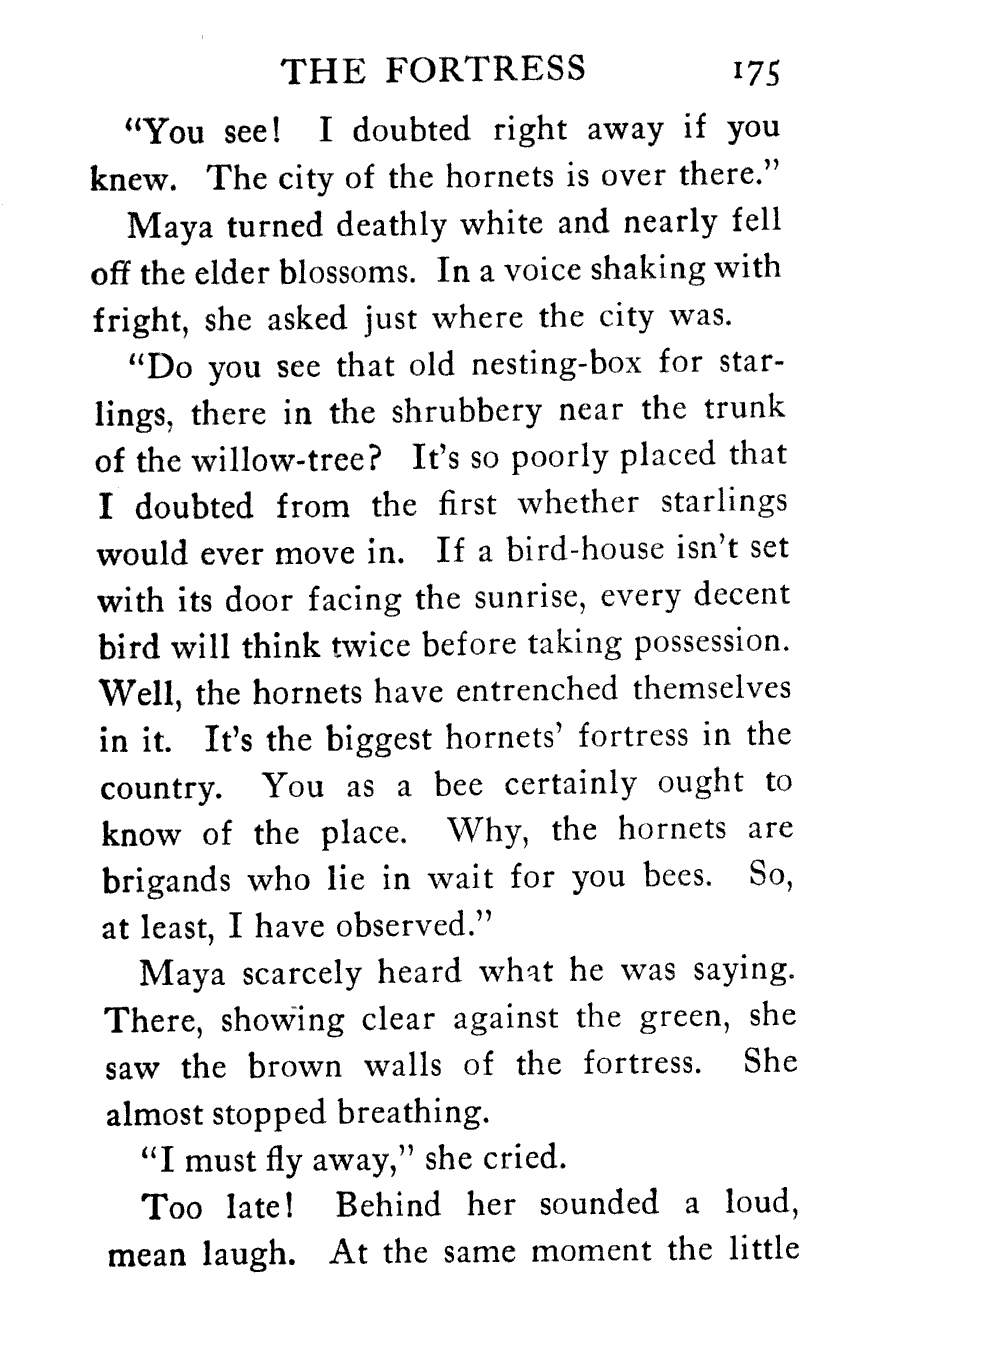 THE FORTRESS 175
“You see! I doubted right away if you
knew. The city of the hornets is over there.”
Maya turned deathly white and nearly fell
off the elder blossoms. In a voice shaking with
fright, she asked just where the city was.
“Do you see that old nesting-box for star-
lings, there in the shrubbery near the trunk
of the willow-tree? It’s so poorly placed that
I doubted from the first whether starlings
would ever move in. If a bird-house isn’t set
with its door facing the sunrise, every decent
bird will think twice before taking possession.
Well, the hornets have entrenched themselves
in it. It’s the biggest hornets’ fortress in the
country. You as a bee certainly ought to
know of the place. Why, the hornets are
brigands who lie in wait for you bees. So,
at least, I have observed.”
Maya scarcely heard what he was saying.
There, showing clear against the green, she
saw the brown walls of the fortress. She
almost stopped breathing.
“I must fly away,” she cried.
Too late! Behind her sounded a loud,
mean laugh. At the same moment the little